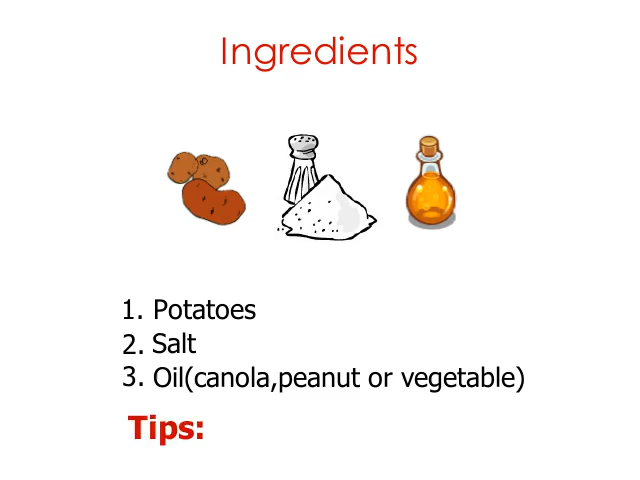 Ingredients
1. Potatoes
2. Salt
3. Oil(canola,peanut or vegetable)
Tips: